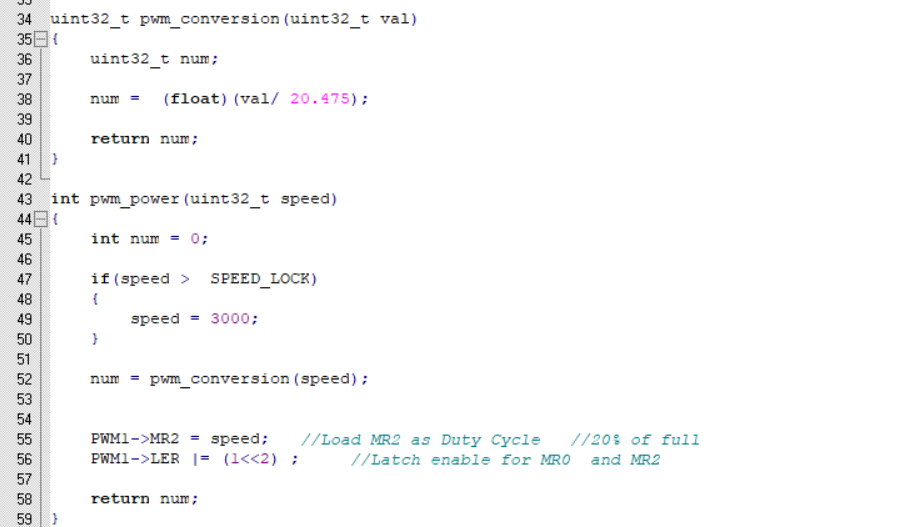 33
34 uint32_t pwm_conversion(uint32_t val)
35 {
36 uint32_t num;
37
38 num = (float)(val/ 20.475);
39
40 return num;
41 }
42
43 int pwm_power(uint32_t speed)
44 {
45 int num = 0;
46
47 if(speed > SPEED_LOCK)
48 {
49 speed = 3000;
50 }
51
52 num = pwm_conversion(speed);
53
54
55 PWM1->MR2 = speed; //Load MR2 as Duty Cycle //20% of full
56 PWM1->LER |= (1<<2) ; //Latch enable for MR0 and MR2
57
58 return num;
59 }